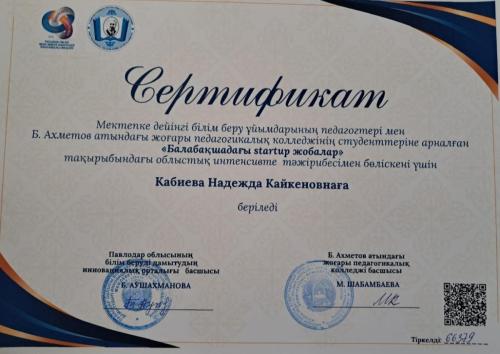 Сертификат
Мектепке дейінгі білім беру ұйымдарының педагогтері мен
Б. Ахметов атындағы жоғары педагогикалық колледжінің студенттеріне арналған
«Балабақшадағы startup жобалар»
тақырыбындағы облыстық интенсивте тәжірибесімен бөліскені үшін
Кабиева Надежда Кайкеновнаға
беріледі
Павлодар облысының
білім беруді дамытудың
инновациялық орталығы басшысы
Б. АУШАХМАНОВА
Б. Ахметов атындағы
жоғары педагогикалық
колледжі басшысы
М. ШАБАМБАЕВА
Тіркелді: 66379